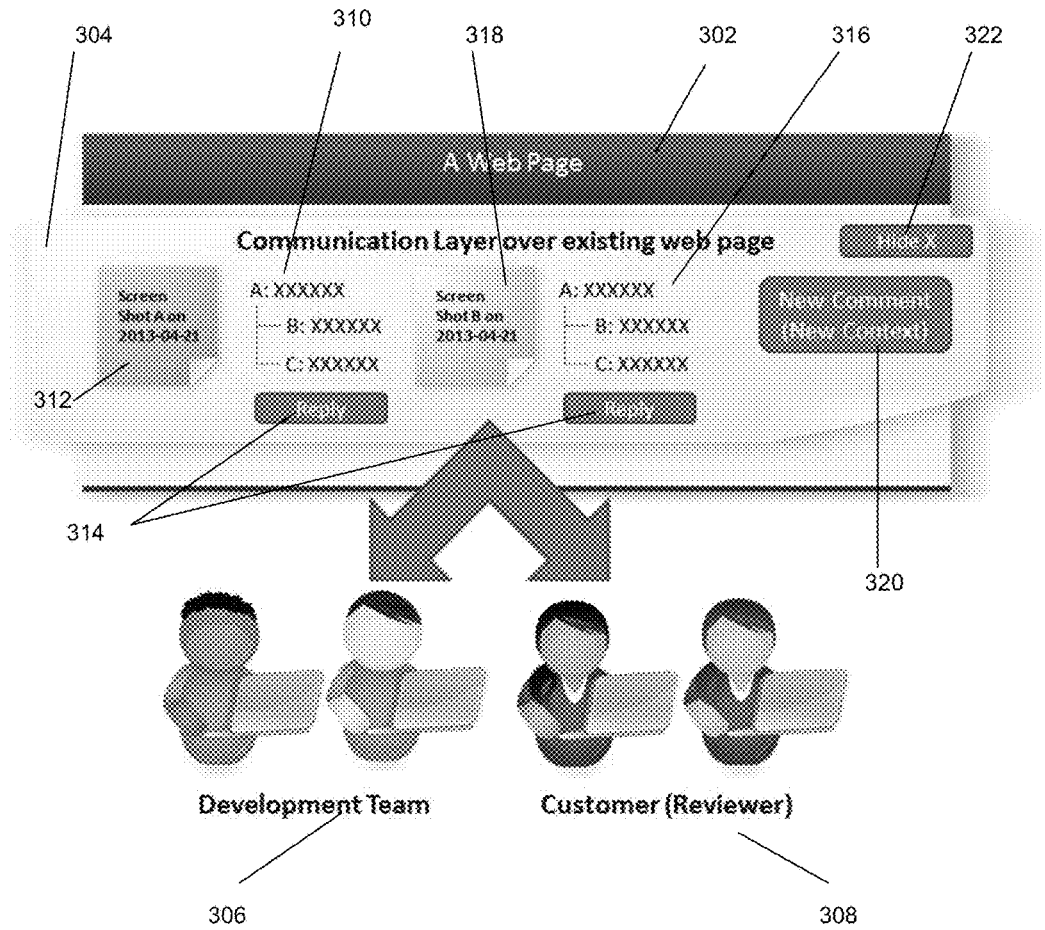 304 310 318 302 316 322
A Web Page
Communication Layer over existing web page
Hide X
Screen
Shot A on
2013-04-21
A: XXXXXX
B: XXXXXX
C: XXXXXX
Reply
Screen
Shot B on
2013-04-21
A: XXXXXX
B: XXXXXX
C: XXXXXX
Reply
New Comment
(New Context)
312
314
320
Development Team
Customer (Reviewer)
306
308